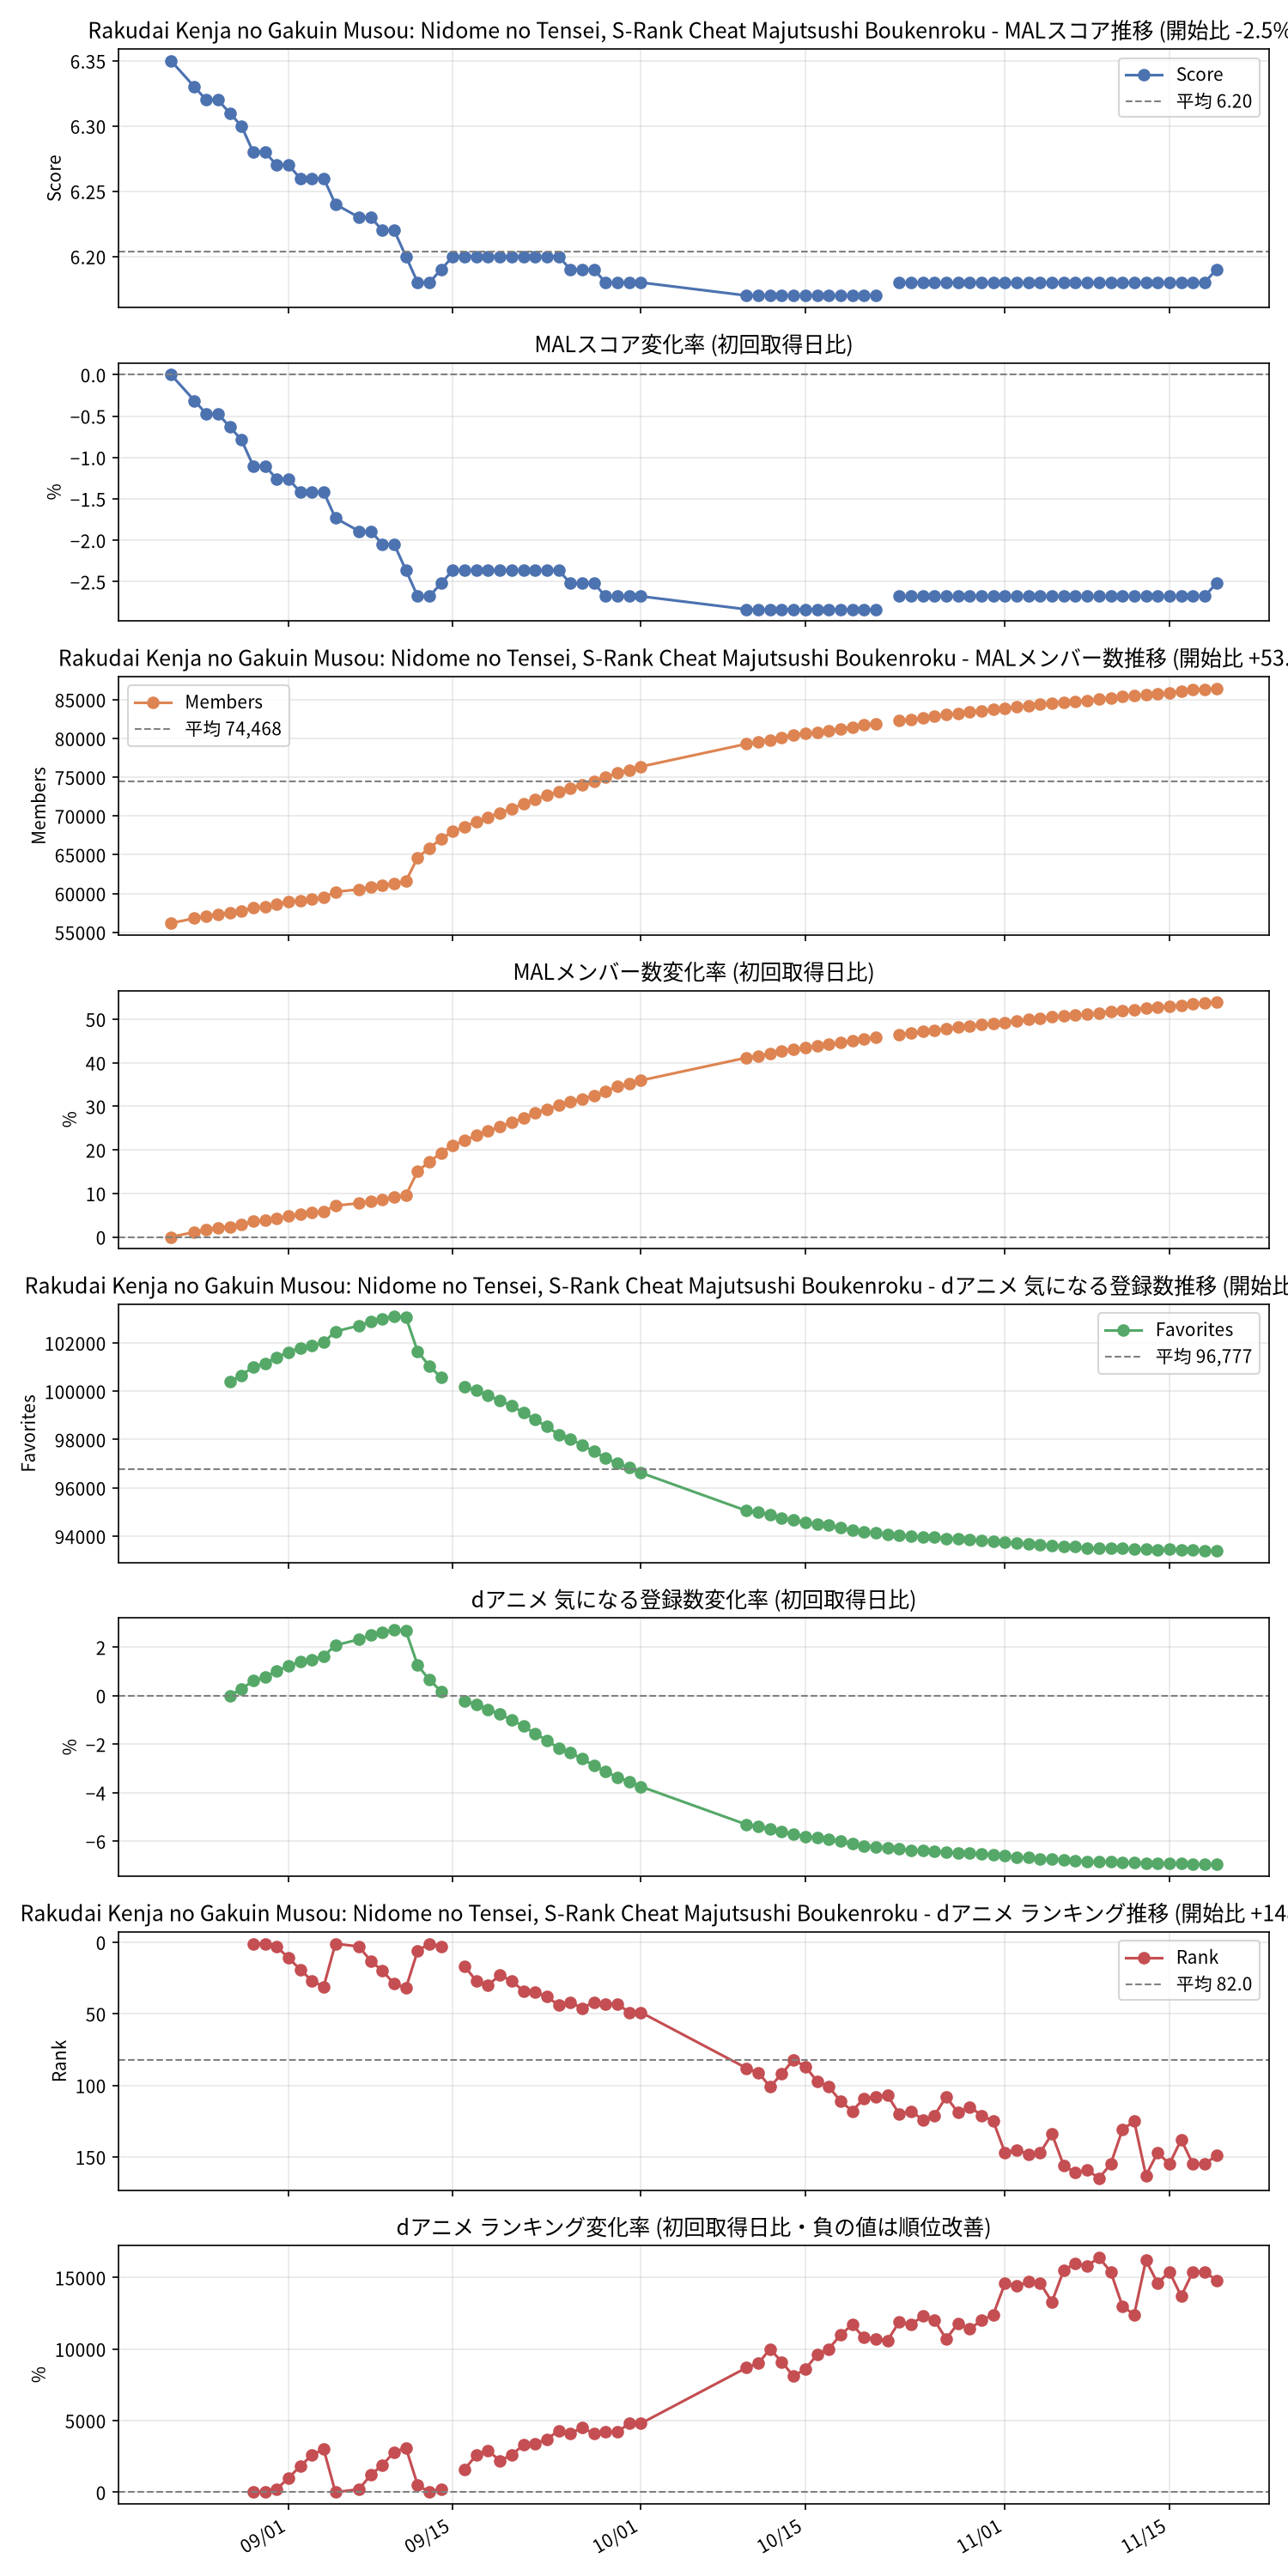 Rakudai Kenja no Gakuin Musou: Nidome no Tensei, S-Rank Cheat Majutsushi Boukenroku - MALスコア推移 (開始比 -2.5%
6.35
6.30
6.25
6.20
Score
Score
平均 6.20
MALスコア変化率 (初回取得日比)
0.0
−0.5
−1.0
−1.5
−2.0
−2.5
%
Rakudai Kenja no Gakuin Musou: Nidome no Tensei, S-Rank Cheat Majutsushi Boukenroku - MALメンバー数推移 (開始比 +53.
85000
80000
75000
70000
65000
60000
55000
Members
Members
平均 74,468
MALメンバー数変化率 (初回取得日比)
50
40
30
20
10
0
%
Rakudai Kenja no Gakuin Musou: Nidome no Tensei, S-Rank Cheat Majutsushi Boukenroku - dアニメ 気になる登録数推移 (開始比
102000
100000
98000
96000
94000
Favorites
Favorites
平均 96,777
dアニメ 気になる登録数変化率 (初回取得日比)
2
0
−2
−4
−6
%
Rakudai Kenja no Gakuin Musou: Nidome no Tensei, S-Rank Cheat Majutsushi Boukenroku - dアニメ ランキング推移 (開始比 +14
0
50
100
150
Rank
Rank
平均 82.0
dアニメ ランキング変化率 (初回取得日比・負の値は順位改善)
15000
10000
5000
0
%
09/01
09/15
10/01
10/15
11/01
11/15